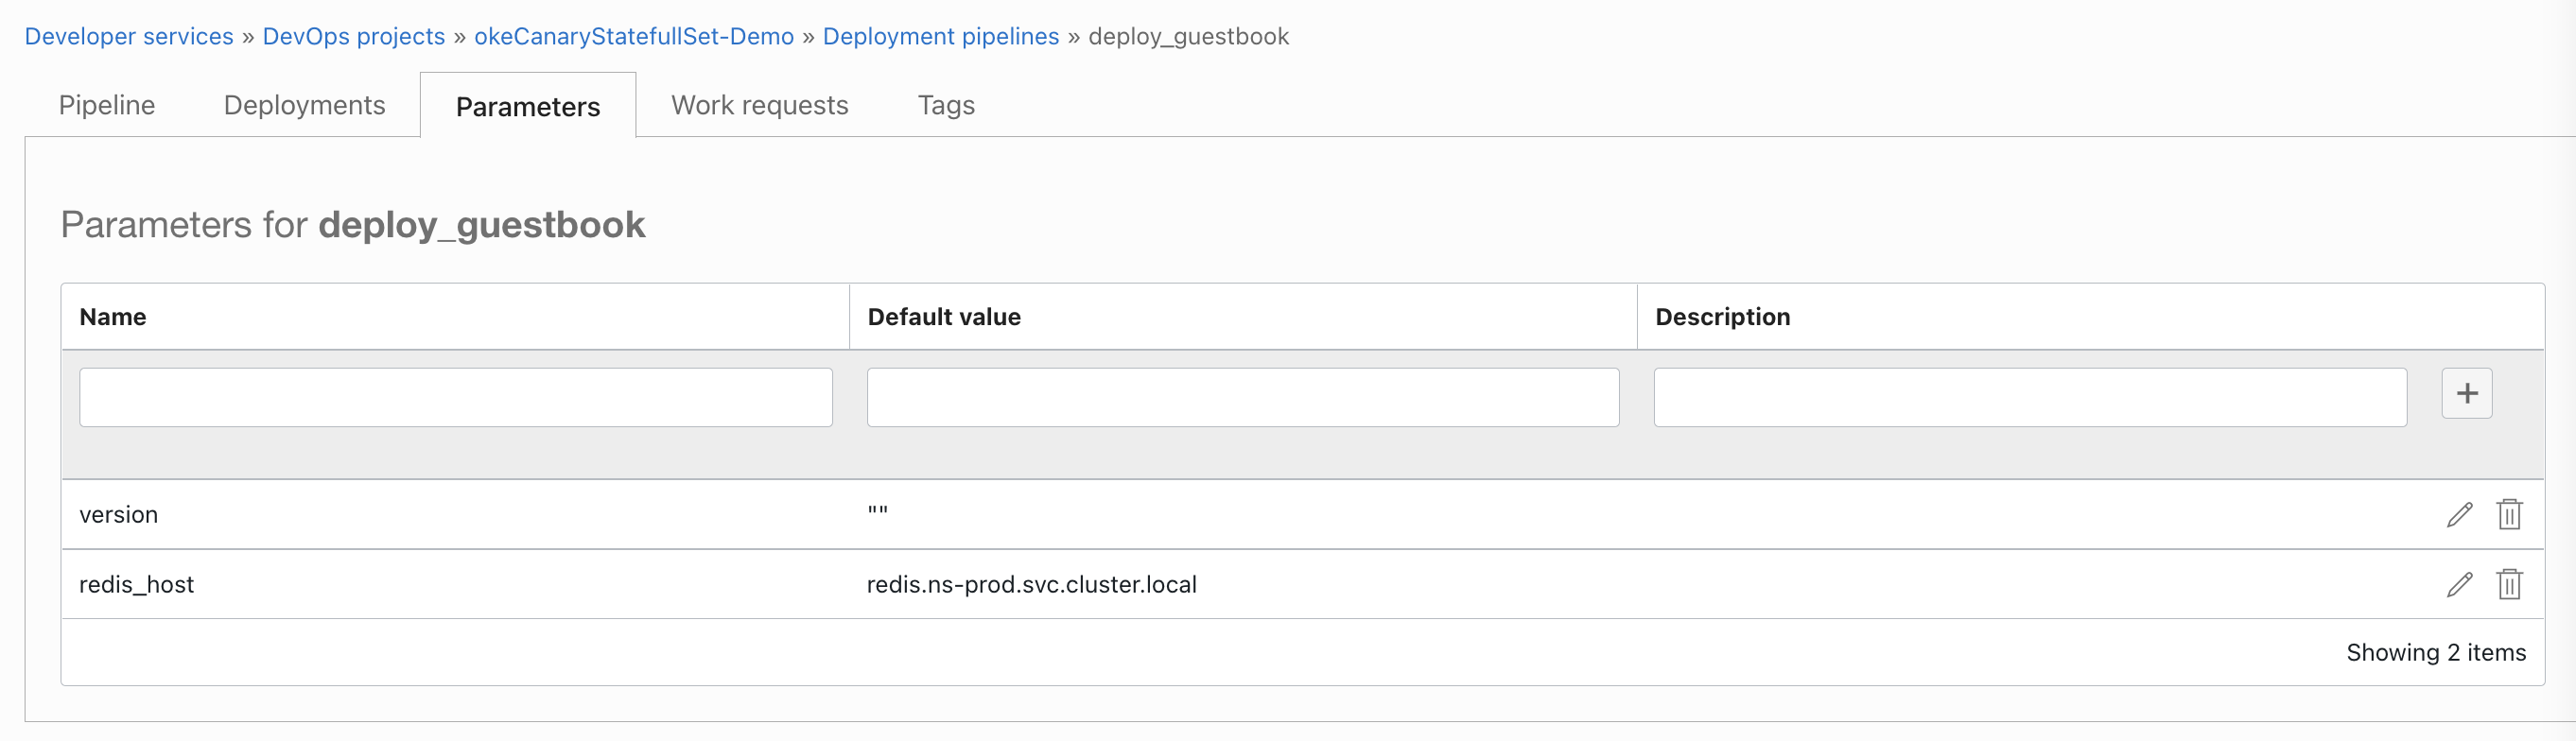 Developer services » DevOps projects » okeCanaryStatefullSet-Demo » Deployment pipelines » deploy_guestbook
Pipeline Deployments Parameters Work requests Tags
Parameters for deploy_guestbook
Name Default value Description
version ""
redis_host redis.ns-prod.svc.cluster.local
Showing 2 items